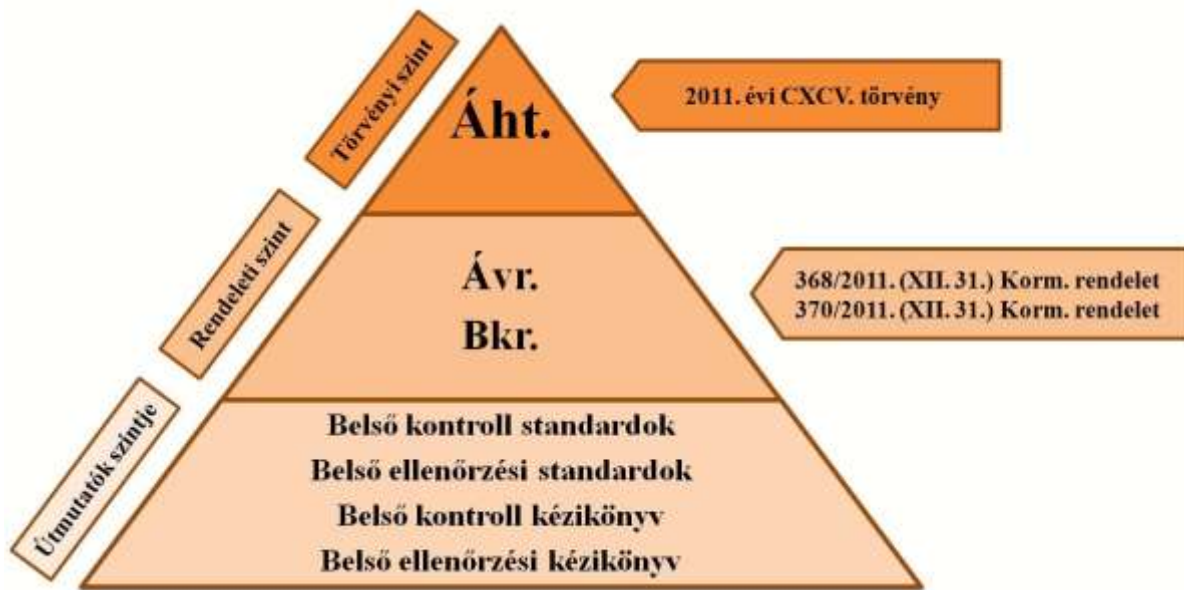 Törvényi szint
Áht.
2011. évi CXCV. törvény
Rendeleti szint
Ávr.
Bkr.
368/2011. (XII. 31.) Korm. rendelet
370/2011. (XII. 31.) Korm. rendelet
Útmutatók szintje
Belső kontroll standardok
Belső ellenőrzési standardok
Belső kontroll kézikönyv
Belső ellenőrzési kézikönyv